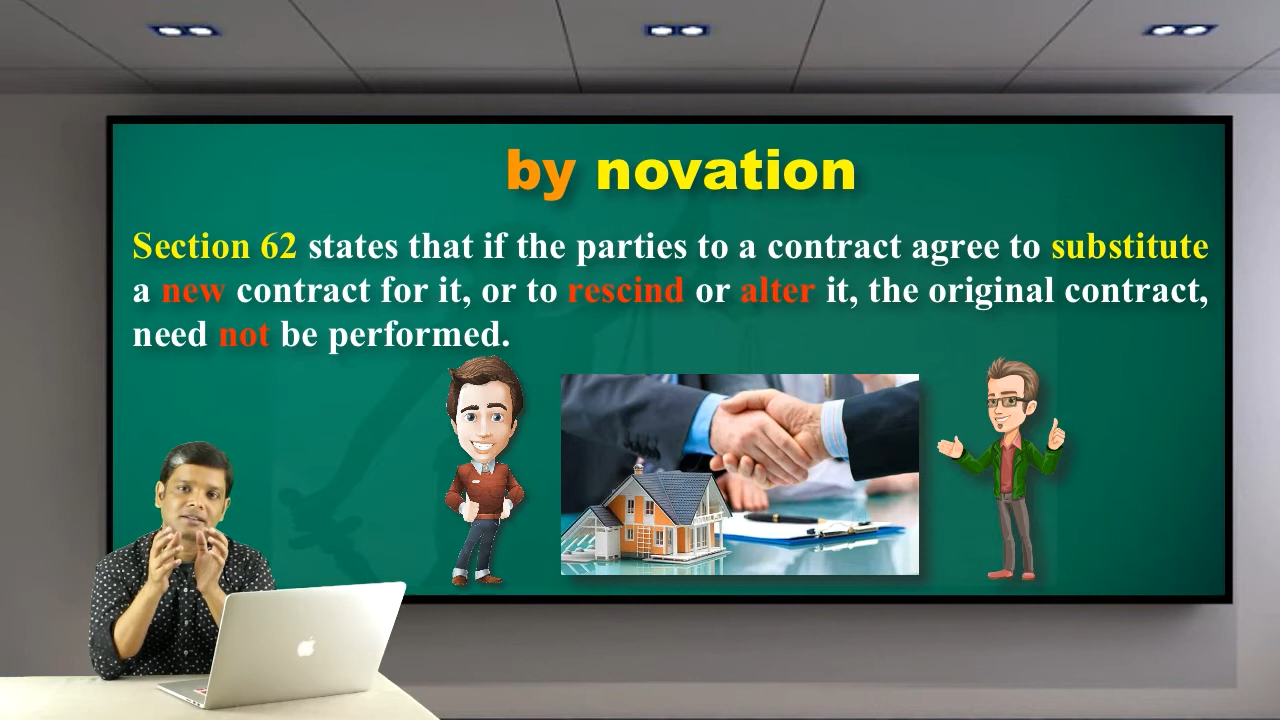 by novation
Section 62 states that if the parties to a contract agree to substitute
a new contract for it, or to rescind or alter it, the original contract,
need not be performed.